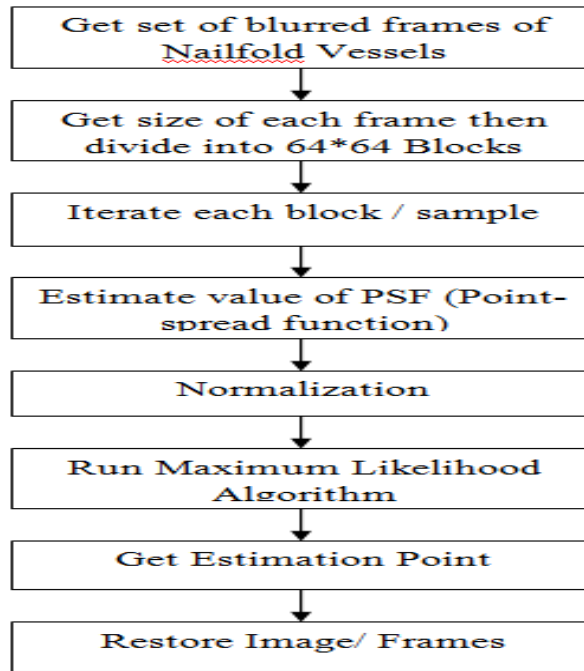 Get set of blurred frames of
Nailfold Vessels
Get size of each frame then
divide into 64*64 Blocks
Iterate each block / sample
Estimate value of PSF (Point-
spread function)
Normalization
Run Maximum Likelihood
Algorithm
Get Estimation Point
Restore Image/ Frames